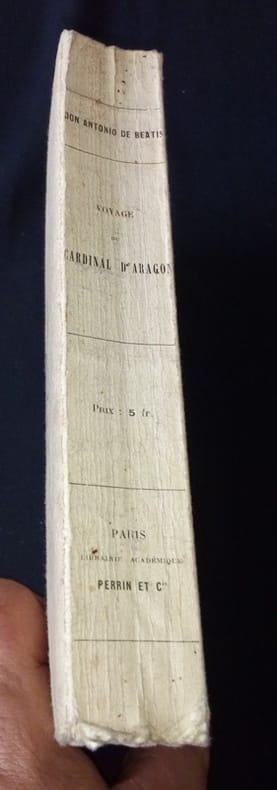 DON ANTONIO DE BEATIS
VOYAGE
DU
CARDINAL D'ARAGON
PRIX : 5 fr.
PARIS
LIBRAIRIE ACADÉMIQUE
PERRIN ET Cie